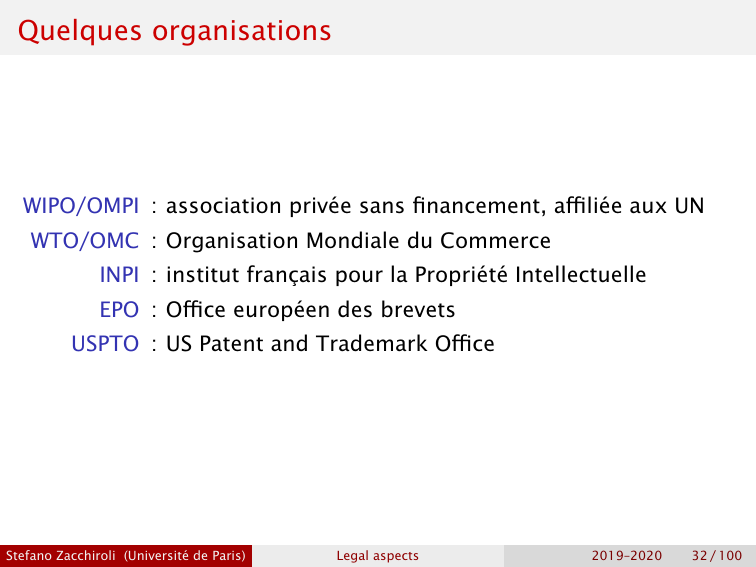 Quelques organisations
WIPO/OMPI : association privée sans financement, affiliée aux UN
WTO/OMC : Organisation Mondiale du Commerce
INPI : institut français pour la Propriété Intellectuelle
EPO : Office européen des brevets
USPTO : US Patent and Trademark Office
Stefano Zacchiroli (Université de Paris) Legal aspects 2019–2020 32 / 100